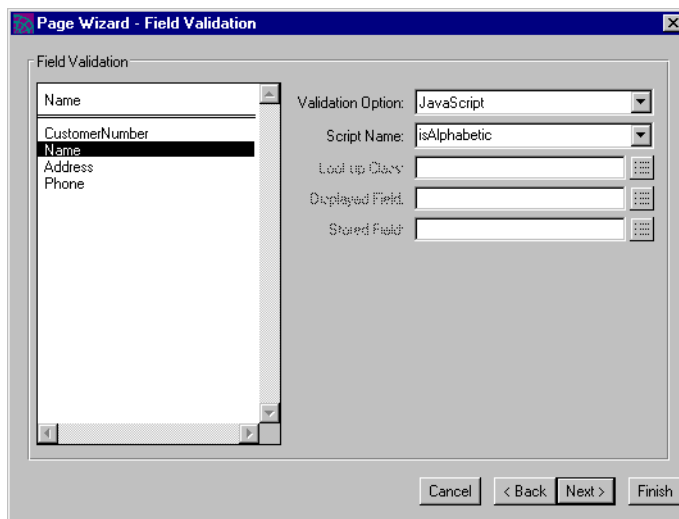 Page Wizard - Field Validation
Field Validation
Name
CustomerNumber
Name
Address
Phone
Validation Option: JavaScript
Script Name: isAlphabetic
Look up Class:
Displayed Field:
Stored Field:
Cancel < Back Next > Finish